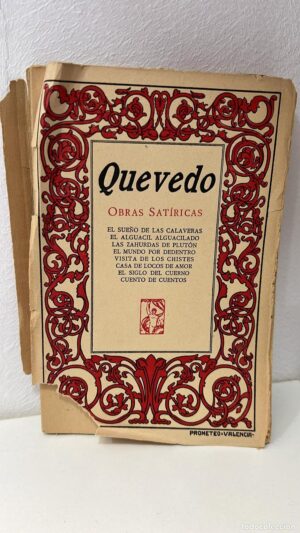 Quevedo
OBRAS SATÍRICAS
EL SUEÑO DE LAS CALAVERAS
EL ALGUACIL ALGUACILADO
LAS ZAHURDAS DE PLUTÓN
EL MUNDO POR DEDENTRO
VISITA DE LOS CHISTES
CASA DE LOCOS DE AMOR
EL SIGLO DEL CUERNO
CUENTO DE CUENTOS
PROMETEO-VALENCIA
todocoleccion